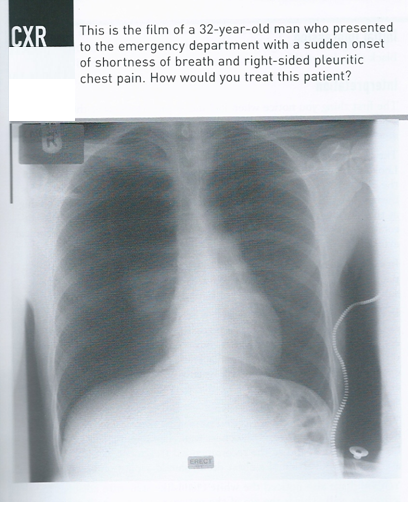 CXR
This is the film of a 32-year-old man who presented
to the emergency department with a sudden onset
of shortness of breath and right-sided pleuritic
chest pain. How would you treat this patient?
R
ERECT